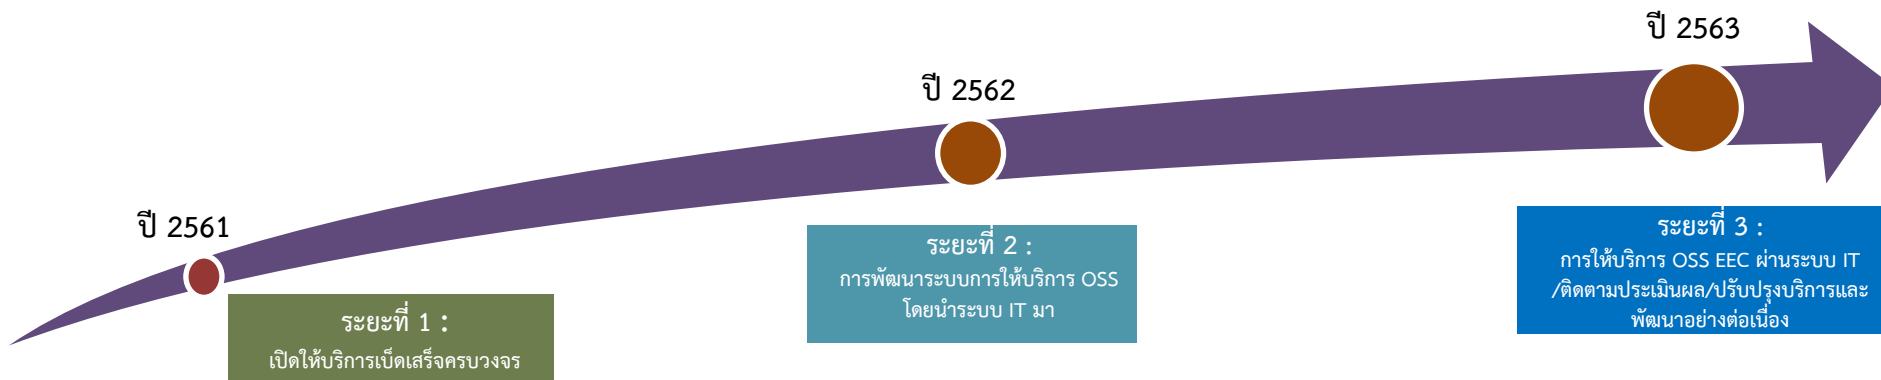 ปี 2561
ระยะที่ 1 :
เปิดให้บริการเบ็ดเสร็จครบวงจร
ปี 2562
ระยะที่ 2 :
การพัฒนาระบบการให้บริการ OSS
โดยนำระบบ IT มา
ปี 2563
ระยะที่ 3 :
การให้บริการ OSS EEC ผ่านระบบ IT
/ติดตามประเมินผล/ปรับปรุงบริการและ
พัฒนาอย่างต่อเนื่อง